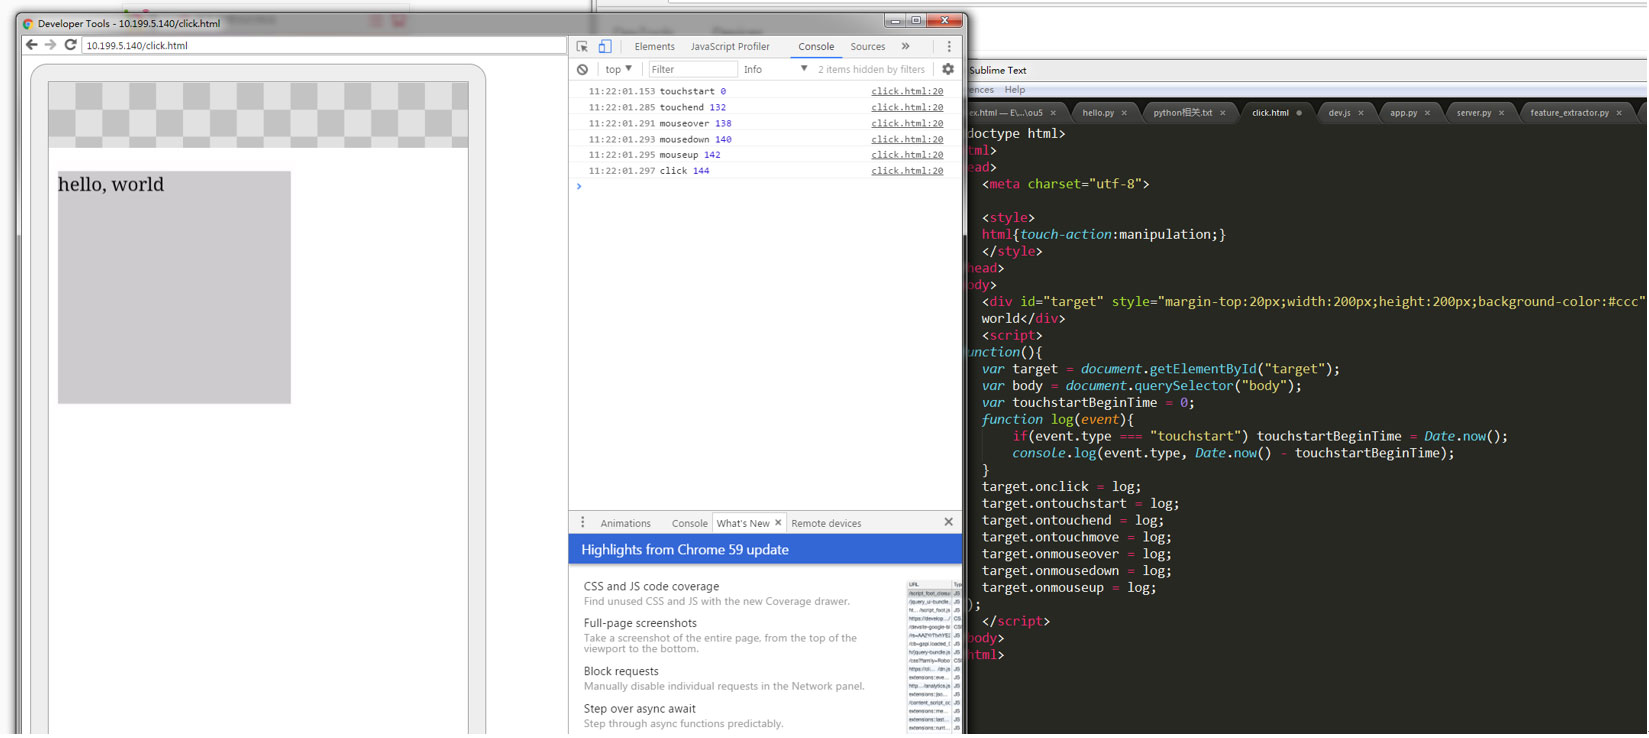 Developer Tools - 10.199.5.140/click.html
10.199.5.140/click.html
Elements JavaScript Profiler Console Sources »
top ▼ Filter Info ▼ 2 items hidden by filters
11:22:01.153 touchstart 0 click.html:20
11:22:01.285 touchend 132 click.html:20
11:22:01.291 mouseover 138 click.html:20
11:22:01.293 mousedown 140 click.html:20
11:22:01.295 mouseup 142 click.html:20
11:22:01.297 click 144 click.html:20
>
hello, world
Animations Console What's New × Remote devices
Highlights from Chrome 59 update
CSS and JS code coverage
Find unused CSS and JS with the new Coverage drawer.
Full-page screenshots
Take a screenshot of the entire page, from the top of the
viewport to the bottom.
Block requests
Manually disable individual requests in the Network panel.
Step over async await
Step through async functions predictably.
URL
Sublime Text
ences Help
ex.html — E\...\ou5 × hello.py × python相关.txt × click.html dev.js × app.py × server.py × feature_extractor.py ×
doctype html>
tml>
ead>
<meta charset="utf-8">
<style>
html{touch-action:manipulation;}
</style>
head>
ody>
<div id="target" style="margin-top:20px;width:200px;height:200px;background-color:#ccc"
world</div>
<script>
unction(){
var target = document.getElementById("target");
var body = document.querySelector("body");
var touchstartBeginTime = 0;
function log(event){
if(event.type === "touchstart") touchstartBeginTime = Date.now();
console.log(event.type, Date.now() - touchstartBeginTime);
}
target.onclick = log;
target.ontouchstart = log;
target.ontouchend = log;
target.ontouchmove = log;
target.onmouseover = log;
target.onmousedown = log;
target.onmouseup = log;
);
</script>
body>
html>